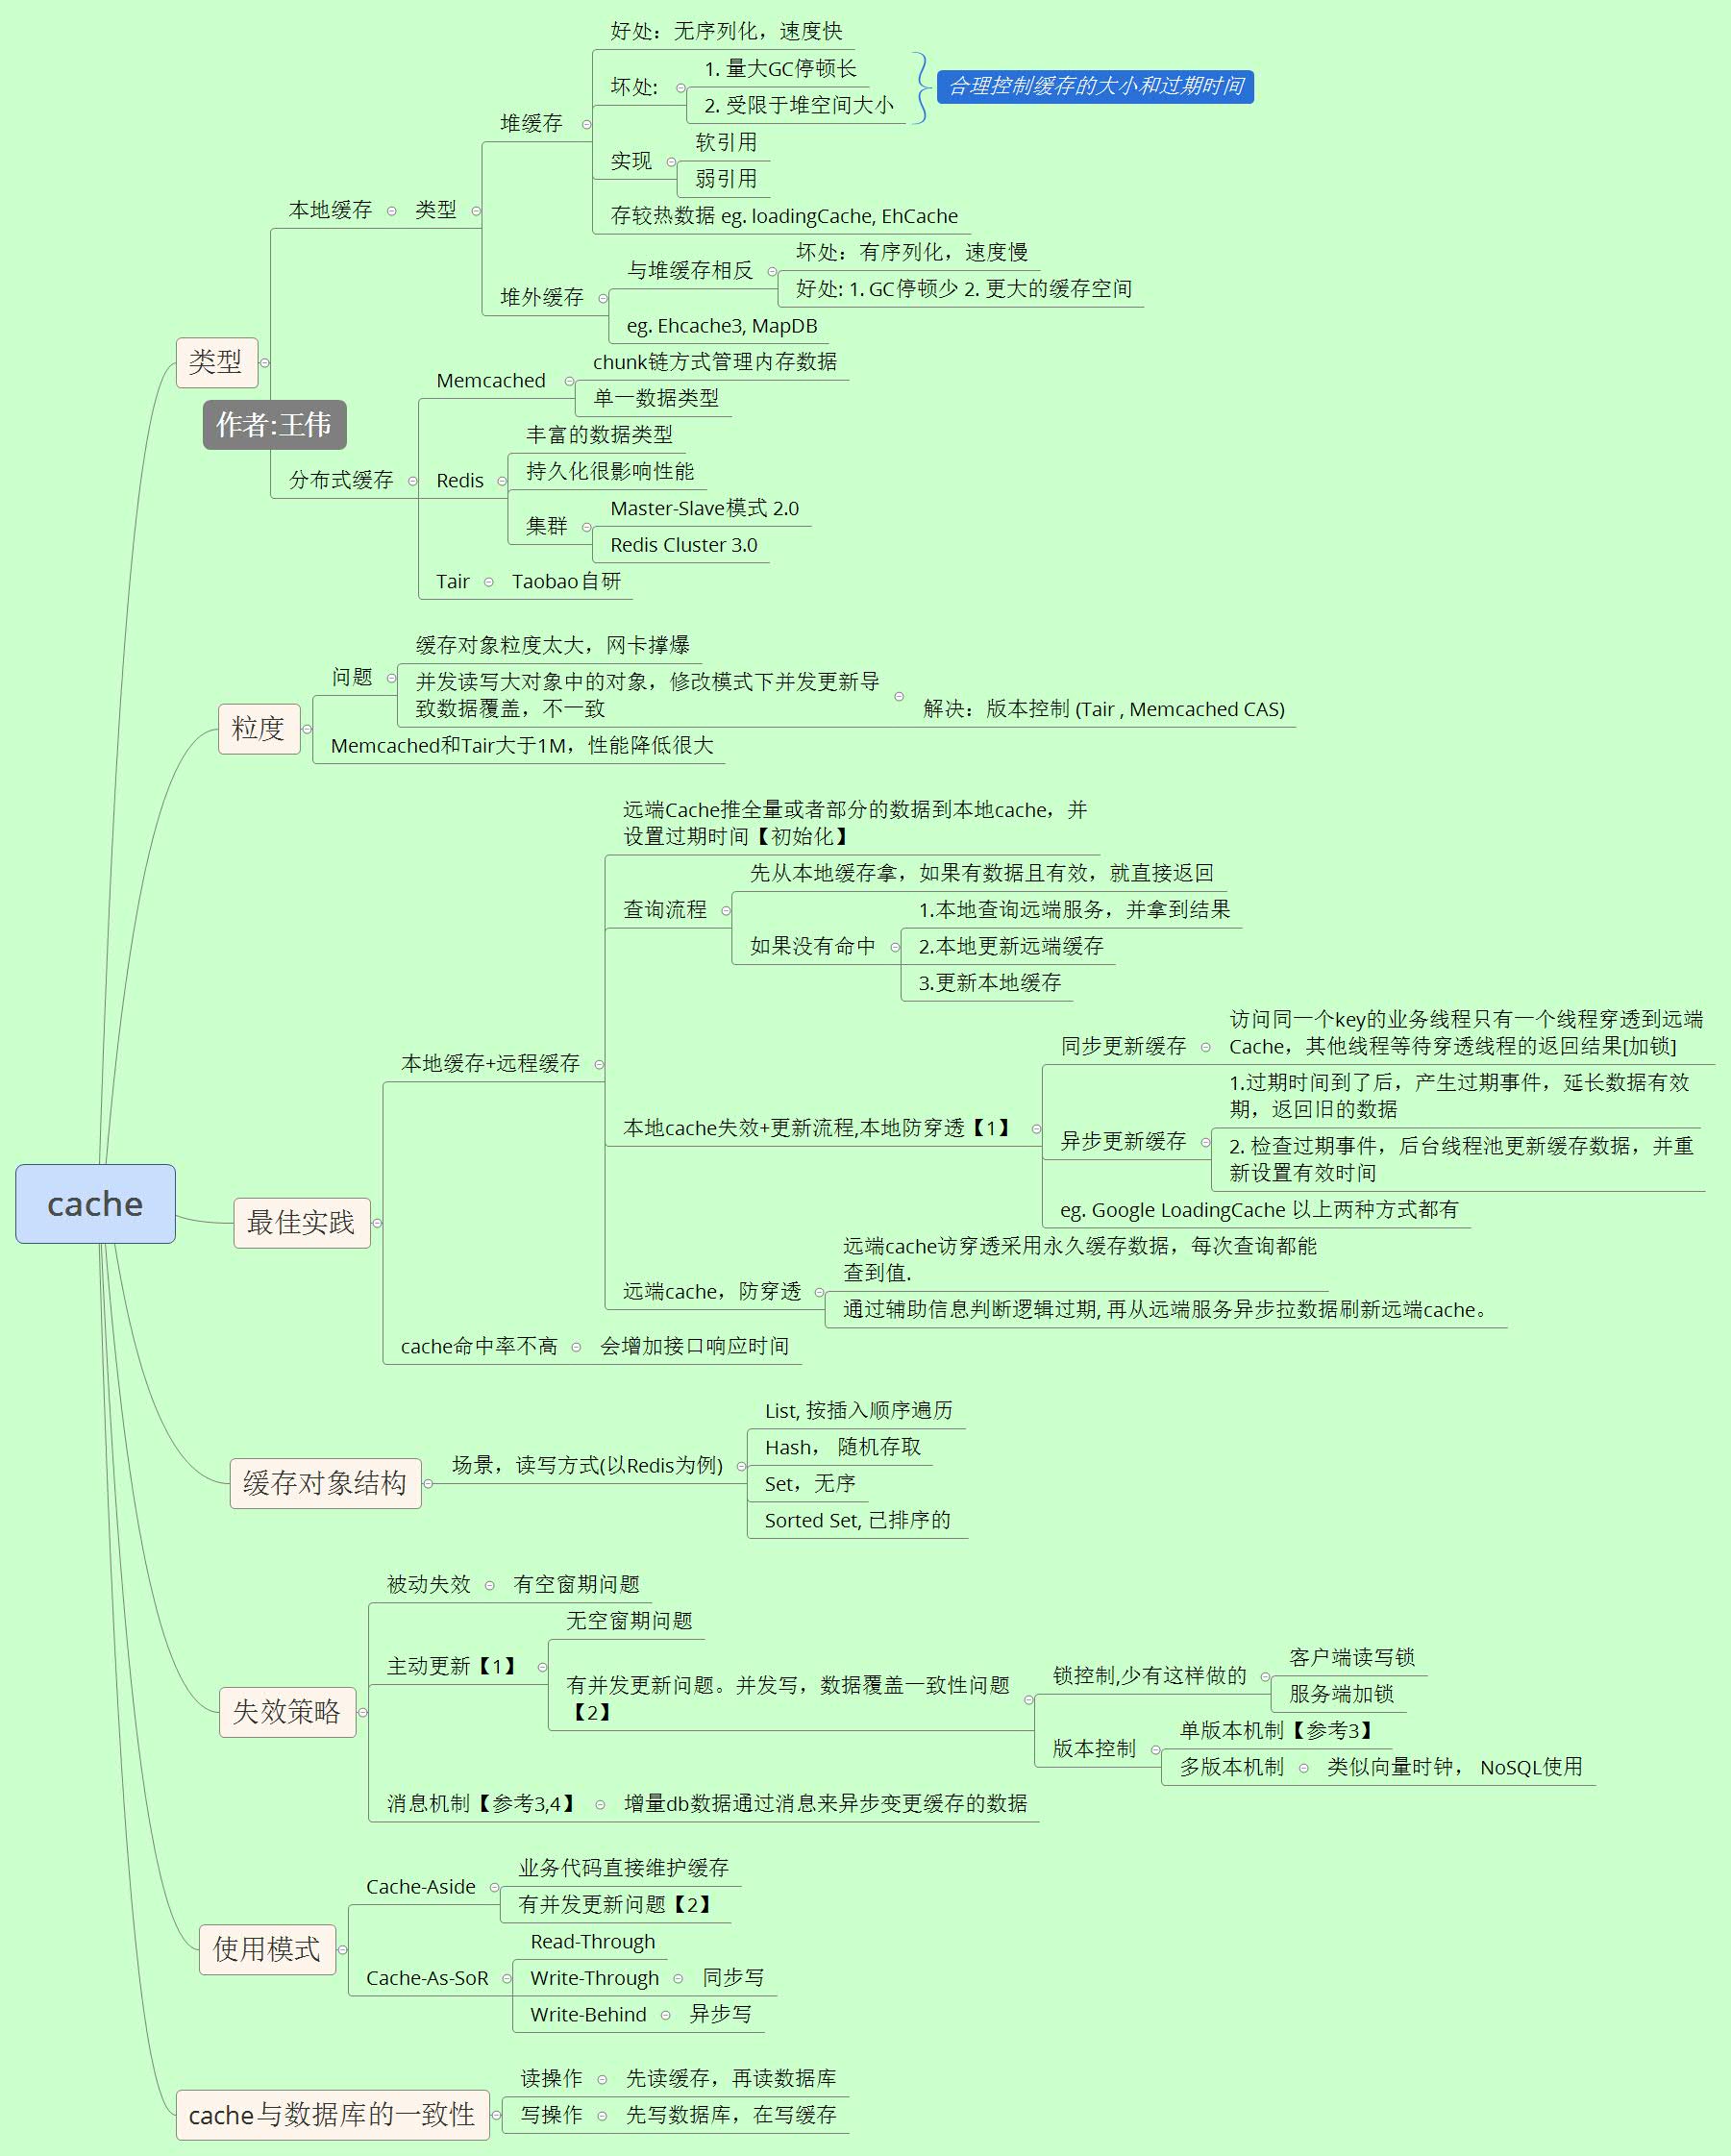 cache
类型
作者:王伟
本地缓存
类型
堆缓存
好处：无序列化，速度快
坏处:
1. 量大GC停顿长
2. 受限于堆空间大小
合理控制缓存的大小和过期时间
实现
软引用
弱引用
存较热数据 eg. loadingCache, EhCache
堆外缓存
与堆缓存相反
坏处：有序列化，速度慢
好处: 1. GC停顿少 2. 更大的缓存空间
eg. Ehcache3, MapDB
分布式缓存
Memcached
chunk链方式管理内存数据
单一数据类型
Redis
丰富的数据类型
持久化很影响性能
集群
Master-Slave模式 2.0
Redis Cluster 3.0
Tair
Taobao自研
粒度
问题
缓存对象粒度太大，网卡撑爆
并发读写大对象中的对象，修改模式下并发更新导
致数据覆盖，不一致
解决：版本控制 (Tair , Memcached CAS)
Memcached和Tair大于1M，性能降低很大
最佳实践
本地缓存+远程缓存
远端Cache推全量或者部分的数据到本地cache，并
设置过期时间【初始化】
查询流程
先从本地缓存拿，如果有数据且有效，就直接返回
如果没有命中
1.本地查询远端服务，并拿到结果
2.本地更新远端缓存
3.更新本地缓存
本地cache失效+更新流程,本地防穿透【1】
同步更新缓存
访问同一个key的业务线程只有一个线程穿透到远端
Cache，其他线程等待穿透线程的返回结果[加锁]
异步更新缓存
1.过期时间到了后，产生过期事件，延长数据有效
期，返回旧的数据
2. 检查过期事件，后台线程池更新缓存数据，并重
新设置有效时间
eg. Google LoadingCache 以上两种方式都有
远端cache，防穿透
远端cache访穿透采用永久缓存数据，每次查询都能
查到值.
通过辅助信息判断逻辑过期, 再从远端服务异步拉数据刷新远端cache。
cache命中率不高
会增加接口响应时间
缓存对象结构
场景，读写方式(以Redis为例)
List, 按插入顺序遍历
Hash， 随机存取
Set，无序
Sorted Set, 已排序的
失效策略
被动失效
有空窗期问题
主动更新【1】
无空窗期问题
有并发更新问题。并发写，数据覆盖一致性问题
【2】
锁控制,少有这样做的
客户端读写锁
服务端加锁
版本控制
单版本机制【参考3】
多版本机制
类似向量时钟， NoSQL使用
消息机制【参考3,4】
增量db数据通过消息来异步变更缓存的数据
使用模式
Cache-Aside
业务代码直接维护缓存
有并发更新问题【2】
Cache-As-SoR
Read-Through
Write-Through
同步写
Write-Behind
异步写
cache与数据库的一致性
读操作
先读缓存，再读数据库
写操作
先写数据库，在写缓存